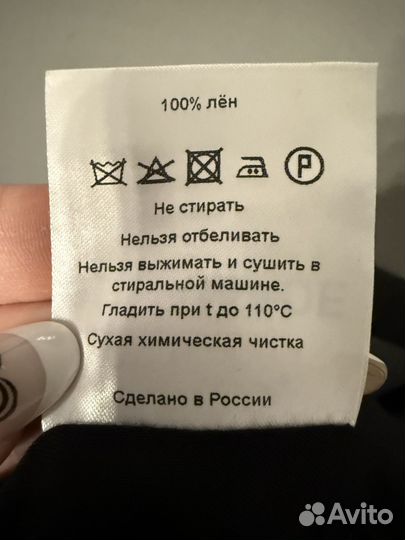 100% лён
P
Не стирать
Нельзя отбеливать
Нельзя выжимать и сушить в
стиральной машине.
Гладить при t до 110°C
Сухая химическая чистка
Сделано в России
Avito